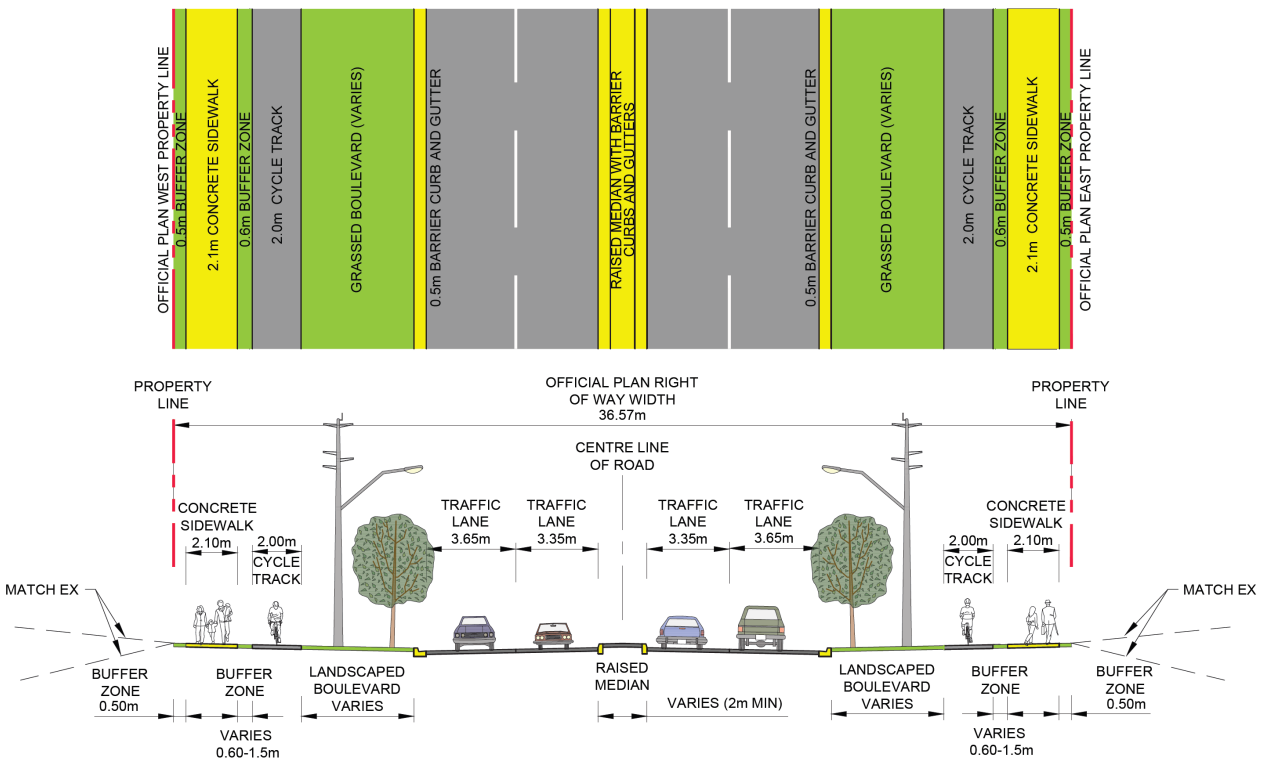 OFFICIAL PLAN WEST PROPERTY LINE
0.5m BUFFER ZONE
2.1m CONCRETE SIDEWALK
0.6m BUFFER ZONE
2.0m CYCLE TRACK
GRASSED BOULEVARD (VARIES)
0.5m BARRIER CURB AND GUTTER
RAISED MEDIAN WITH BARRIER
CURBS AND GUTTERS
0.5m BARRIER CURB AND GUTTER
GRASSED BOULEVARD (VARIES)
2.0m CYCLE TRACK
0.6m BUFFER ZONE
2.1m CONCRETE SIDEWALK
0.5m BUFFER ZONE
OFFICIAL PLAN EAST PROPERTY LINE
PROPERTY
LINE
OFFICIAL PLAN RIGHT
OF WAY WIDTH
36.57m
PROPERTY
LINE
CENTRE LINE
OF ROAD
CONCRETE
SIDEWALK
2.10m
2.00m
CYCLE
TRACK
TRAFFIC
LANE
3.65m
TRAFFIC
LANE
3.35m
TRAFFIC
LANE
3.35m
TRAFFIC
LANE
3.65m
CONCRETE
SIDEWALK
2.10m
2.00m
CYCLE
TRACK
MATCH EX
MATCH EX
BUFFER
ZONE
0.50m
BUFFER
ZONE
VARIES
0.60-1.5m
LANDSCAPED
BOULEVARD
VARIES
RAISED
MEDIAN
VARIES (2m MIN)
LANDSCAPED
BOULEVARD
VARIES
BUFFER
ZONE
VARIES
0.60-1.5m
BUFFER
ZONE
0.50m